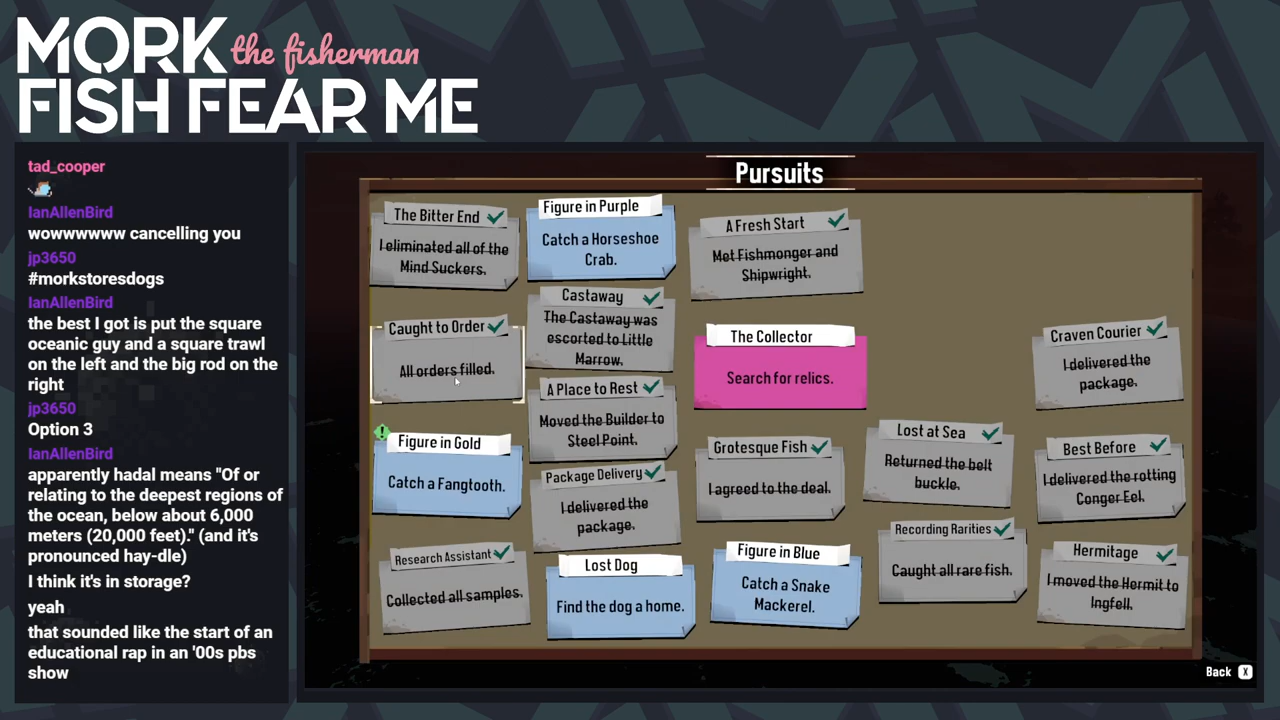 MORK the fisherman
FISH FEAR ME
tad_cooper
IanAllenBird
wowwwwww cancelling you
jp3650
#morkstoresdogs
IanAllenBird
the best I got is put the square
oceanic guy and a square trawl
on the left and the big rod on the
right
jp3650
Option 3
IanAllenBird
apparently hadal means "Of or
relating to the deepest regions of
the ocean, below about 6,000
meters (20,000 feet)." (and it's
pronounced hay-dle)
I think it's in storage?
yeah
that sounded like the start of an
educational rap in an '00s pbs
show
Pursuits
The Bitter End
I eliminated all of the
Mind Suckers.
Caught to Order
All orders filled.
Figure in Gold
Catch a Fangtooth.
Research Assistant
Collected all samples.
Figure in Purple
Catch a Horseshoe
Crab.
Castaway
The Castaway was
escorted to Little
Marrow.
A Place to Rest
Moved the Builder to
Steel Point.
Package Delivery
I delivered the
package.
Lost Dog
Find the dog a home.
A Fresh Start
Met Fishmonger and
Shipwright.
The Collector
Search for relics.
Grotesque Fish
I agreed to the deal.
Figure in Blue
Catch a Snake
Mackerel.
Lost at Sea
Returned the belt
buckle.
Recording Rarities
Caught all rare fish.
Craven Courier
I delivered the
package.
Best Before
I delivered the rotting
Conger Eel.
Hermitage
I moved the Hermit to
Ingfell.
Back X